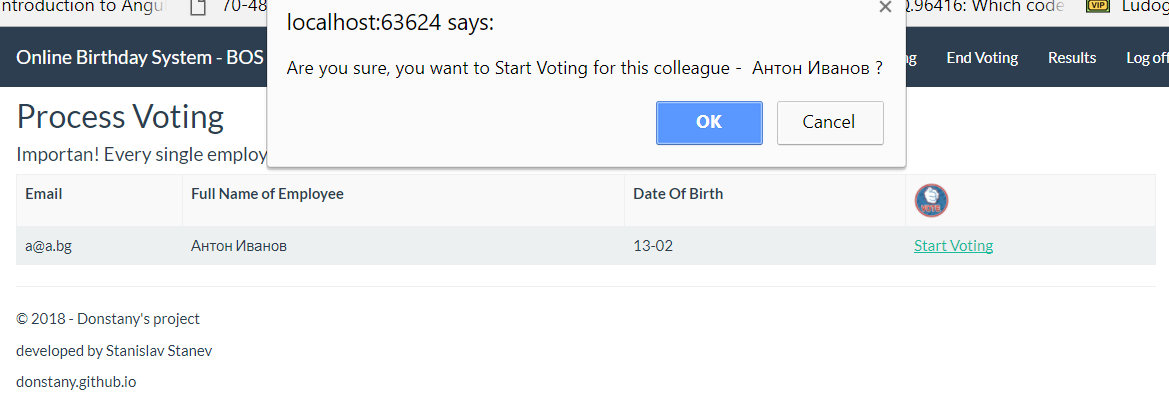 ntroduction to Angu
70-48
.96416: Which code
VIP
Ludog
localhost:63624 says:
Are you sure, you want to Start Voting for this colleague - Антон Иванов ?
OK
Cancel
Online Birthday System - BOS
ng
End Voting
Results
Log off
Process Voting
Importan! Every single employ
Email
Full Name of Employee
Date Of Birth
a@a.bg
Антон Иванов
13-02
Start Voting
© 2018 - Donstany's project
developed by Stanislav Stanev
donstany.github.io